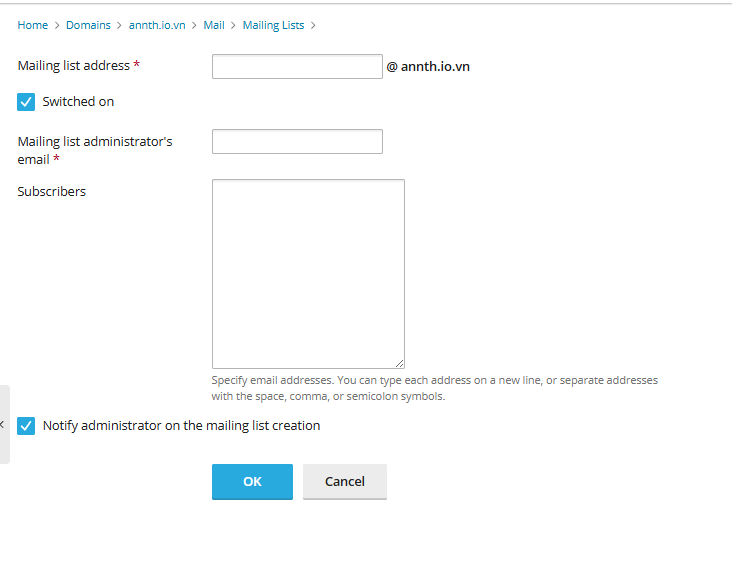 Home > Domains > annth.io.vn > Mail > Mailing Lists >
Mailing list address * @ annth.io.vn
Switched on
Mailing list administrator's
email *
Subscribers
Specify email addresses. You can type each address on a new line, or separate addresses
with the space, comma, or semicolon symbols.
Notify administrator on the mailing list creation
OK Cancel